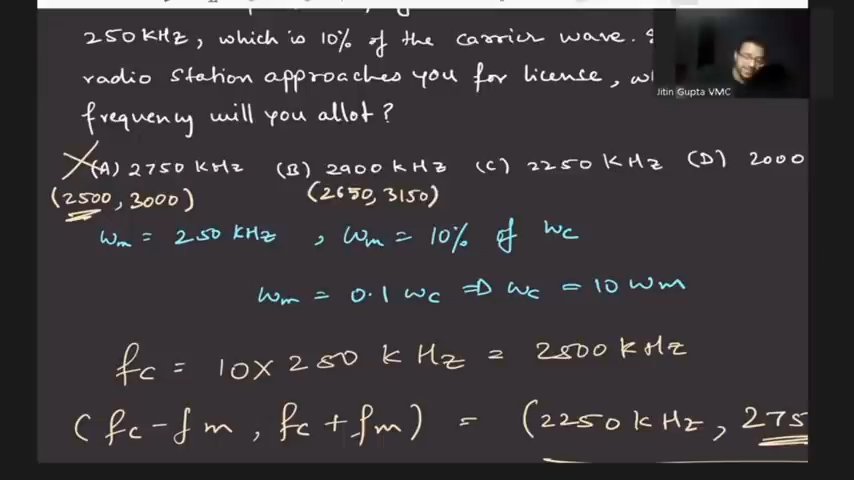 250 KHz, which is 10% of the carrier wave.
radio station approaches you for license,
Jitin Gupta VMC
frequency will you allot?
(A) 2750 KHz (B) 2900 KHz (C) 2250 KHz (D) 2000
(2500, 3000) (2650, 3150)
ωm = 250 KHz , ωm = 10% of ωc
ωm = 0.1 ωc ⇒ ωc = 10 ωm
fc = 10 × 250 KHz = 2500 KHz
(fc - fm, fc + fm) = (2250 KHz, 275